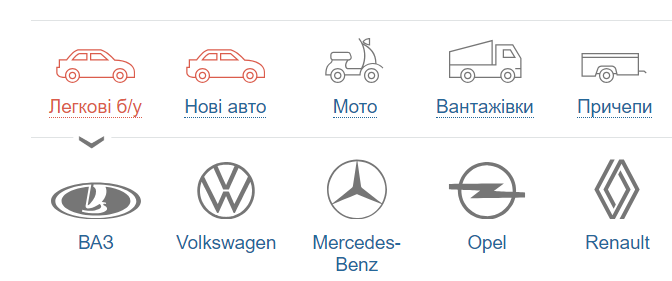 Легкові б/у Нові авто Мото Вантажівки Причепи
ВАЗ Volkswagen Mercedes-Benz Opel Renault